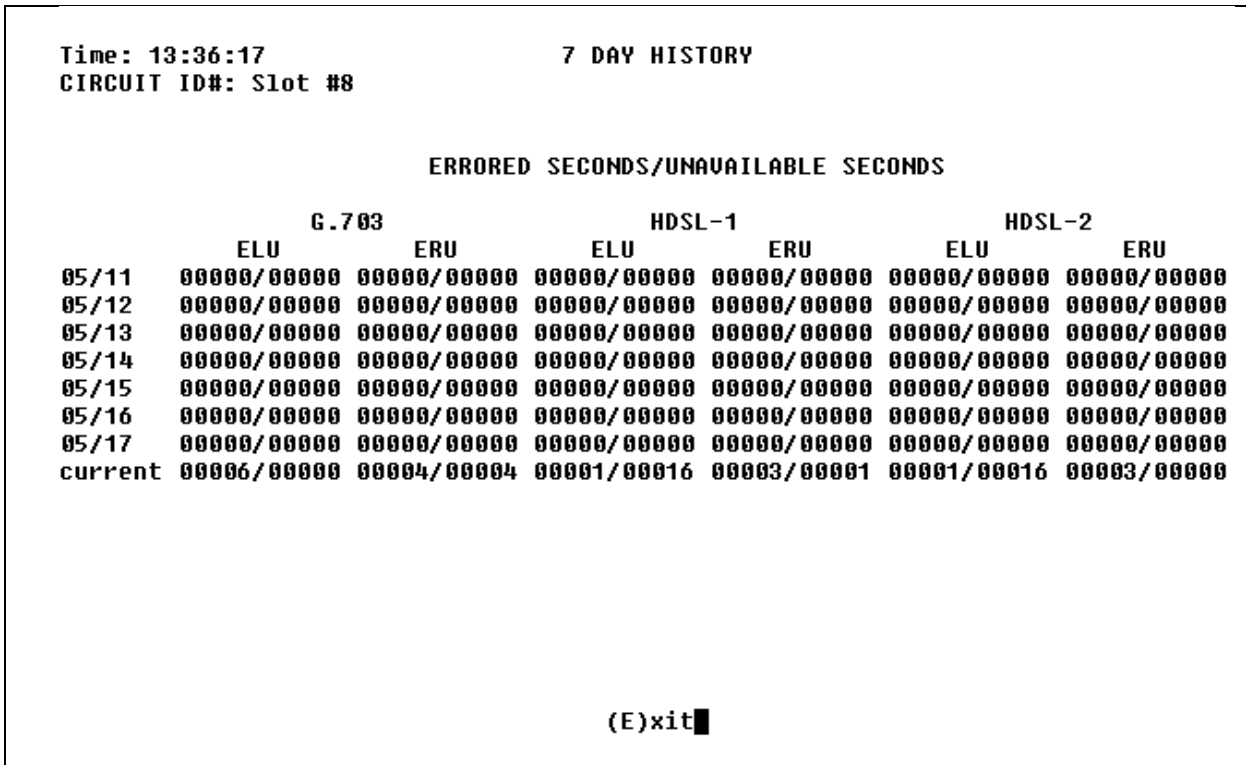 Time: 13:36:17 7 DAY HISTORY
CIRCUIT ID#: Slot #8
ERRORED SECONDS/UNAVAILABLE SECONDS
G.703 HDSL-1 HDSL-2
ELU ERU ELU ERU ELU ERU
05/11 00000/00000 00000/00000 00000/00000 00000/00000 00000/00000 00000/00000
05/12 00000/00000 00000/00000 00000/00000 00000/00000 00000/00000 00000/00000
05/13 00000/00000 00000/00000 00000/00000 00000/00000 00000/00000 00000/00000
05/14 00000/00000 00000/00000 00000/00000 00000/00000 00000/00000 00000/00000
05/15 00000/00000 00000/00000 00000/00000 00000/00000 00000/00000 00000/00000
05/16 00000/00000 00000/00000 00000/00000 00000/00000 00000/00000 00000/00000
05/17 00000/00000 00000/00000 00000/00000 00000/00000 00000/00000 00000/00000
current 00006/00000 00004/00004 00001/00016 00003/00001 00001/00016 00003/00000
(E)xit